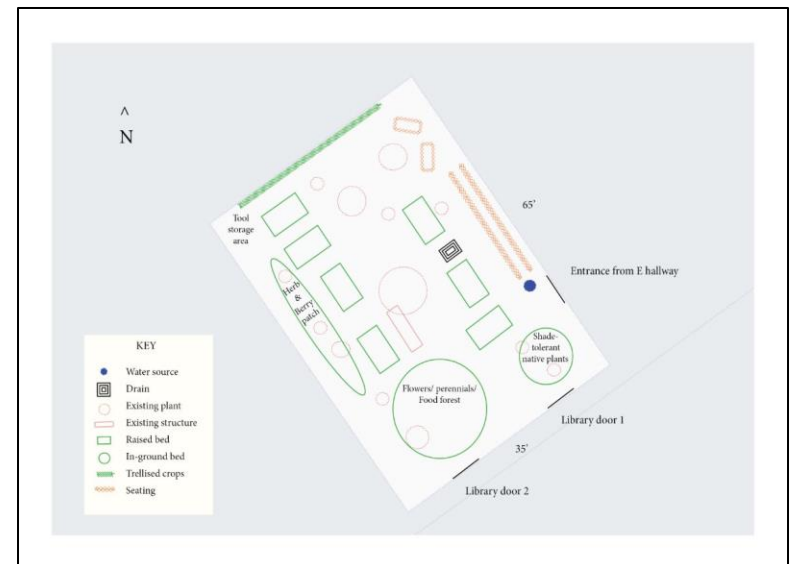 ^
N
Tool
storage
area
65'
Entrance from E hallway
Herb
&
Berry
patch
Shade-
tolerant
native plants
Flowers/ perennials/
Food forest
Library door 1
35'
Library door 2
KEY
Water source
Drain
Existing plant
Existing structure
Raised bed
In-ground bed
Trellised crops
Seating